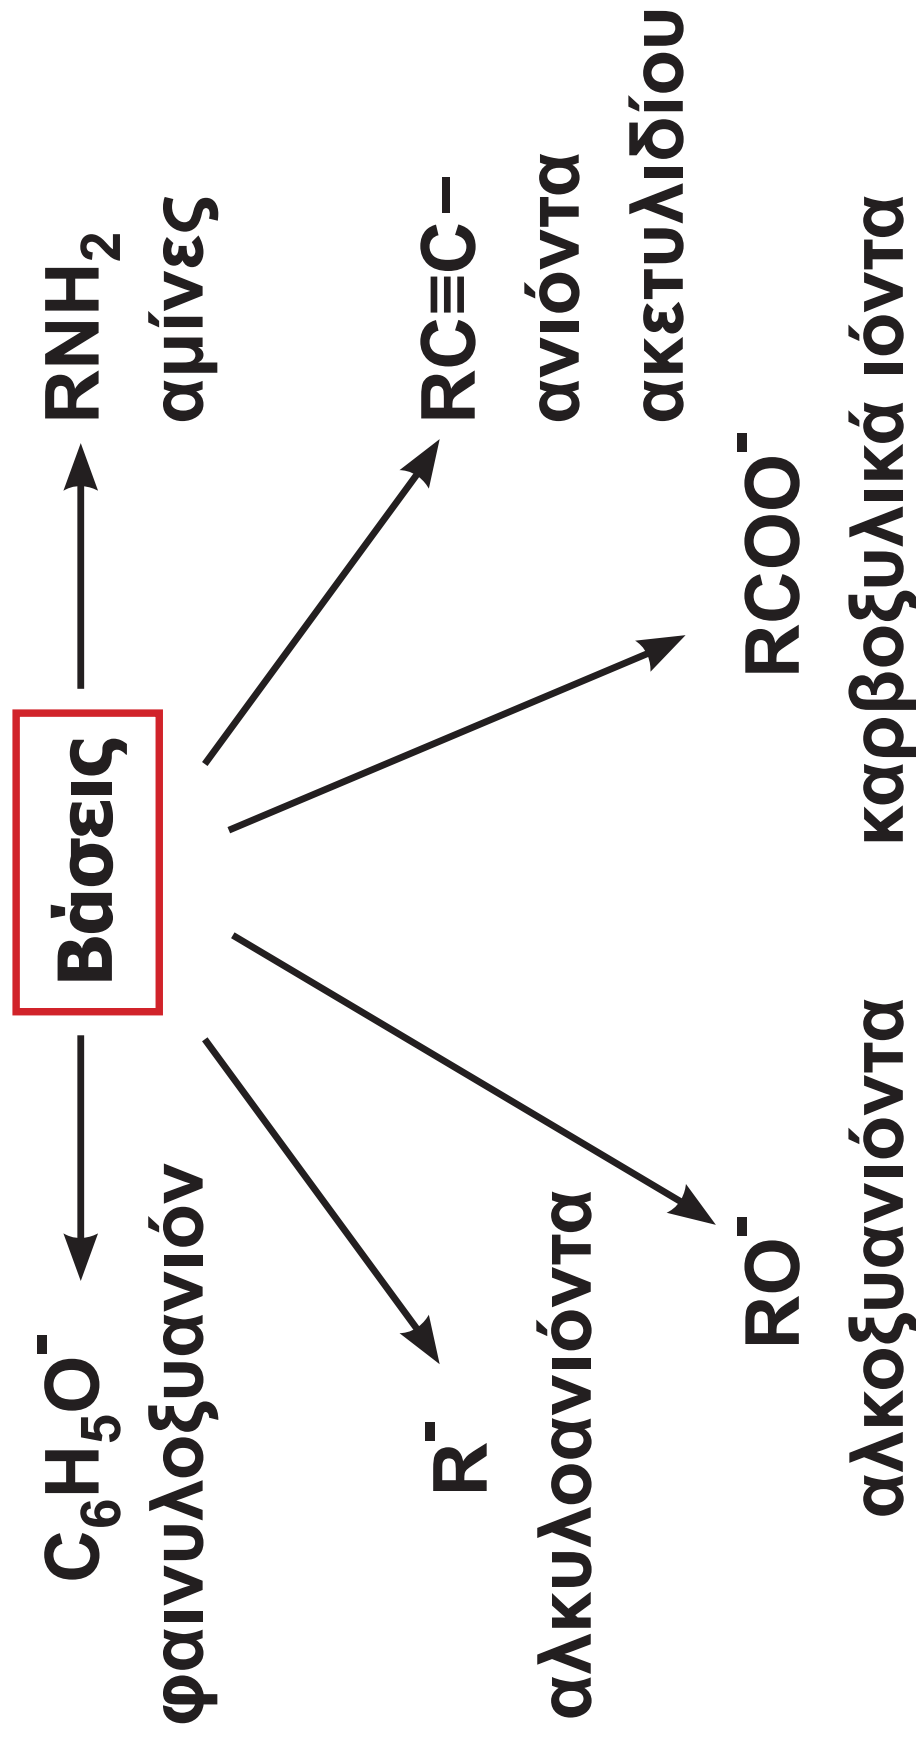 Βάσεις
C₆H₅O⁻
φαινυλοξυανιόν
RNH₂
αμίνες
R⁻
αλκυλοανιόντα
RC≡C⁻
ανιόντα
ακετυλιδίου
RO⁻
αλκοξυανιόντα
RCOO⁻
καρβοξυλικά ιόντα